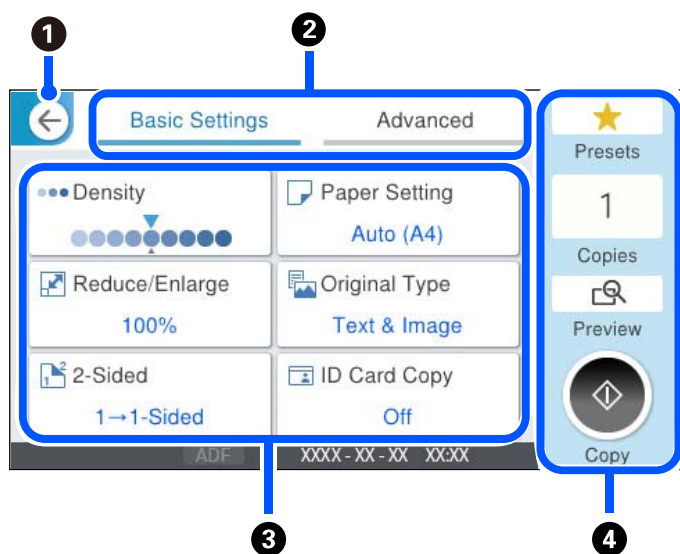 1
2
Basic Settings
Advanced
Presets
Density
Paper Setting
Auto (A4)
1
Copies
Reduce/Enlarge
100%
Original Type
Text & Image
Preview
1 2
2-Sided
1→1-Sided
ID Card Copy
Off
Copy
ADF
XXXX-XX-XX XX:XX
3
4